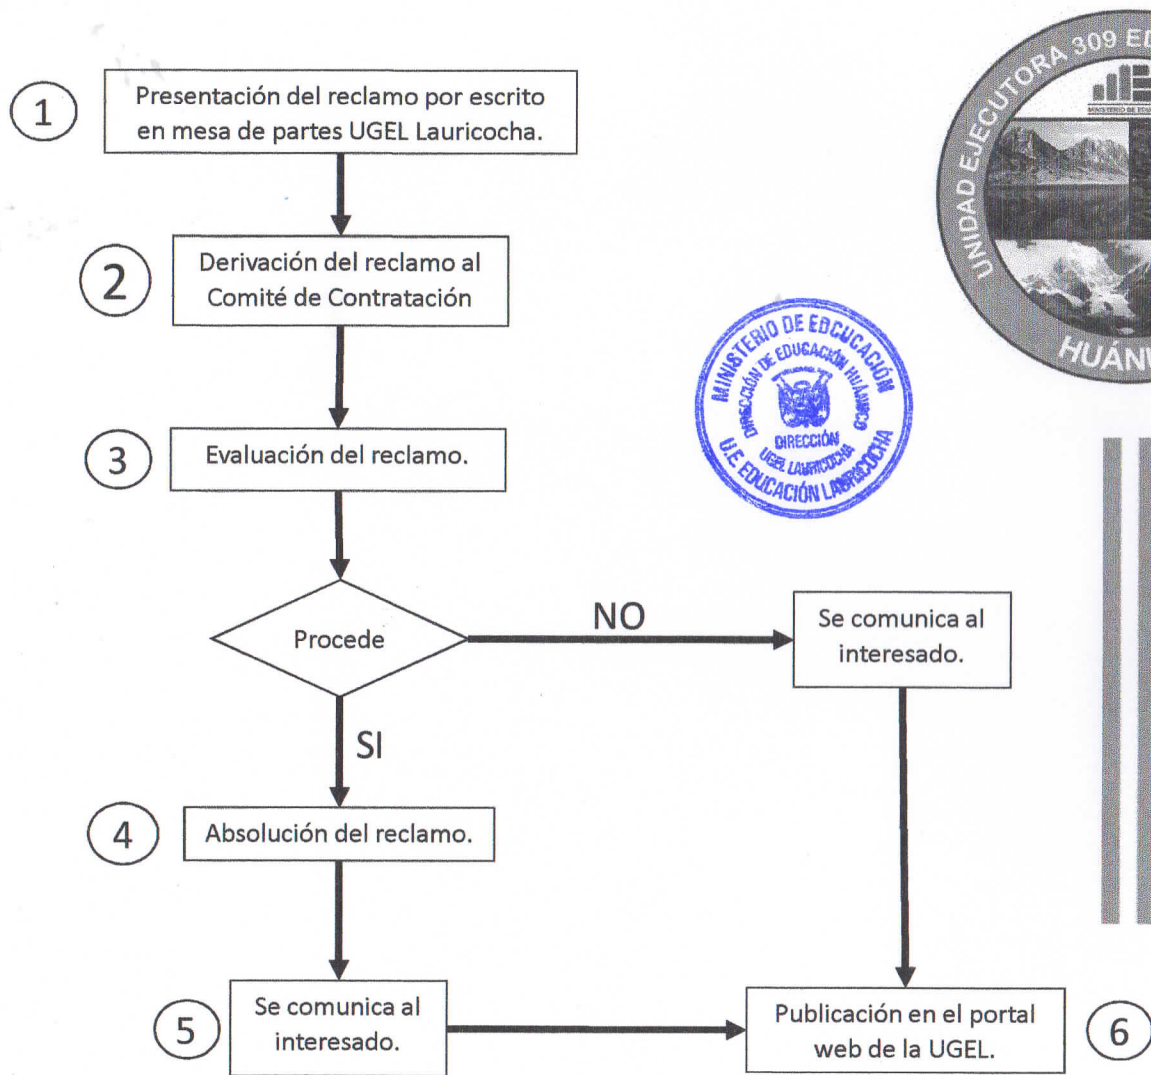 1
Presentación del reclamo por escrito
en mesa de partes UGEL Lauricocha.
2
Derivación del reclamo al
Comité de Contratación
3
Evaluación del reclamo.
Procede
NO
Se comunica al
interesado.
SI
4
Absolución del reclamo.
5
Se comunica al
interesado.
Publicación en el portal
web de la UGEL.
6
UNIDAD EJECUTORA 309 ED
HUÁN
MINISTERIO DE EDCUCACIÓN
DIRECCIÓN DE EDUCACIÓN HUÁNUCO
DIRECCIÓN
UGEL LAURICOCHA
U.E. EDUCACIÓN LAURICOCHA